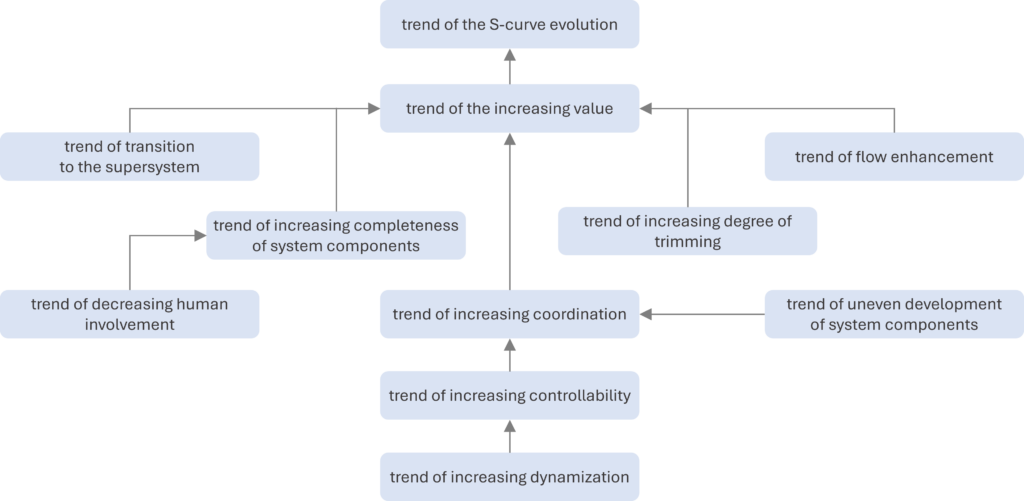 trend of the S-curve evolution
trend of the increasing value
trend of transition
to the supersystem
trend of flow enhancement
trend of increasing completeness
of system components
trend of increasing degree of
trimming
trend of decreasing human
involvement
trend of increasing coordination
trend of uneven development
of system components
trend of increasing controllability
trend of increasing dynamization